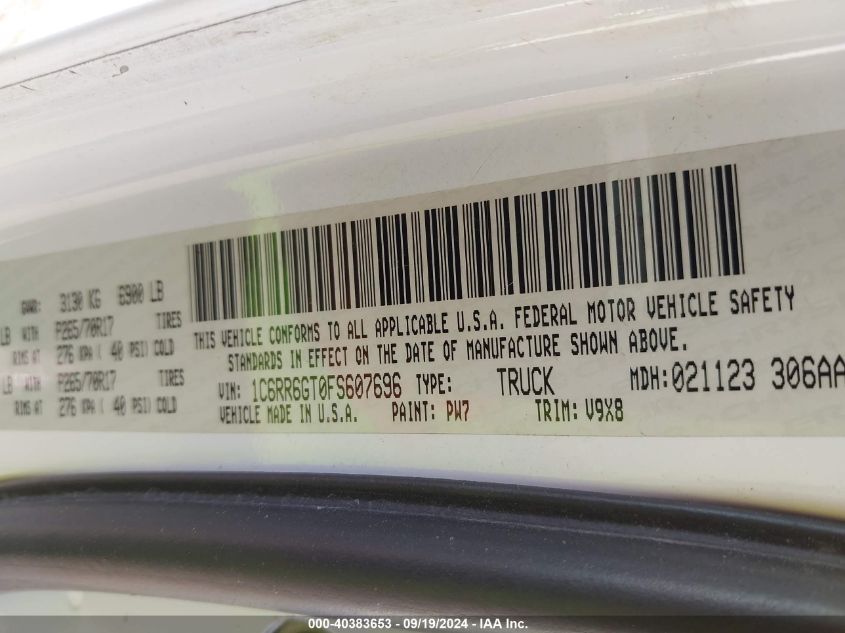 GVWR: 3130 KG 6900 LB
LB WITH P265/70R17 TIRES
RIMS AT 276 KPA ( 40 PSI) COLD
LB WITH P265/70R17 TIRES
RIMS AT 276 KPA ( 40 PSI) COLD
THIS VEHICLE CONFORMS TO ALL APPLICABLE U.S.A. FEDERAL MOTOR VEHICLE SAFETY
STANDARDS IN EFFECT ON THE DATE OF MANUFACTURE SHOWN ABOVE.
VIN: 1C6RR6GT0FS607696 TYPE: TRUCK MDH:021123 306AA
VEHICLE MADE IN U.S.A. PAINT: PW7 TRIM: V9X8
000-40383653 - 09/19/2024 - IAA Inc.